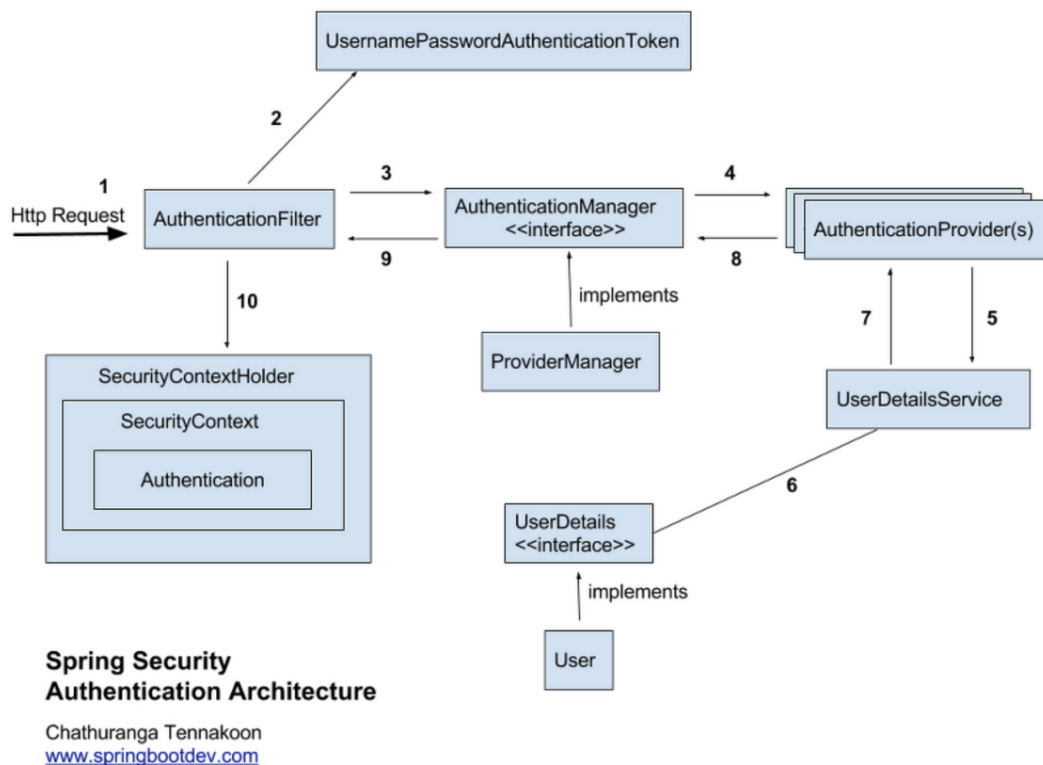 UsernamePasswordAuthenticationToken
2
1
3
4
Http Request
AuthenticationFilter
AuthenticationManager
<<interface>>
AuthenticationProvider(s)
9
8
10
implements
7
5
SecurityContextHolder
ProviderManager
SecurityContext
UserDetailsService
Authentication
6
UserDetails
<<interface>>
implements
User
Spring Security
Authentication Architecture
Chathuranga Tennakoon
www.springbootdev.com